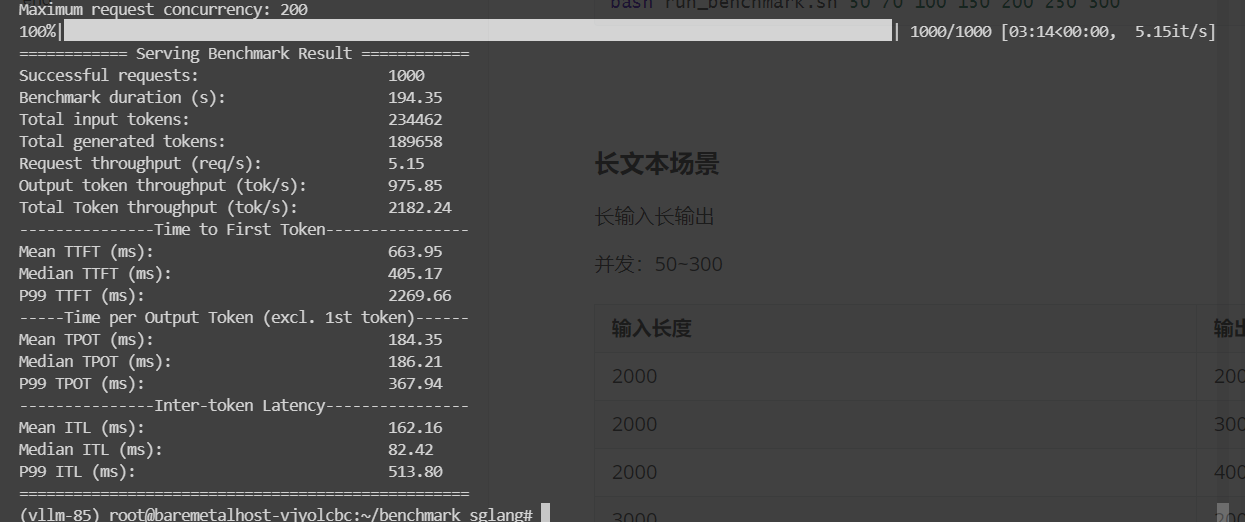 Maximum request concurrency: 200
bash run_benchmark.sh 50 70 100 150 200 250 300
100%| | 1000/1000 [03:14<00:00, 5.15it/s]
============ Serving Benchmark Result ============
Successful requests: 1000
Benchmark duration (s): 194.35
Total input tokens: 234462
Total generated tokens: 189658
Request throughput (req/s): 5.15
Output token throughput (tok/s): 975.85
Total Token throughput (tok/s): 2182.24
---------------Time to First Token----------------
Mean TTFT (ms): 663.95
Median TTFT (ms): 405.17
P99 TTFT (ms): 2269.66
-----Time per Output Token (excl. 1st token)------
Mean TPOT (ms): 184.35
Median TPOT (ms): 186.21
P99 TPOT (ms): 367.94
---------------Inter-token Latency----------------
Mean ITL (ms): 162.16
Median ITL (ms): 82.42
P99 ITL (ms): 513.80
==================================================
(vllm-85) root@baremetalhost-vjyolcbc:~/benchmark_sglang#
长文本场景
长输入长输出
并发：50~300
输入长度
2000
2000
2000
3000